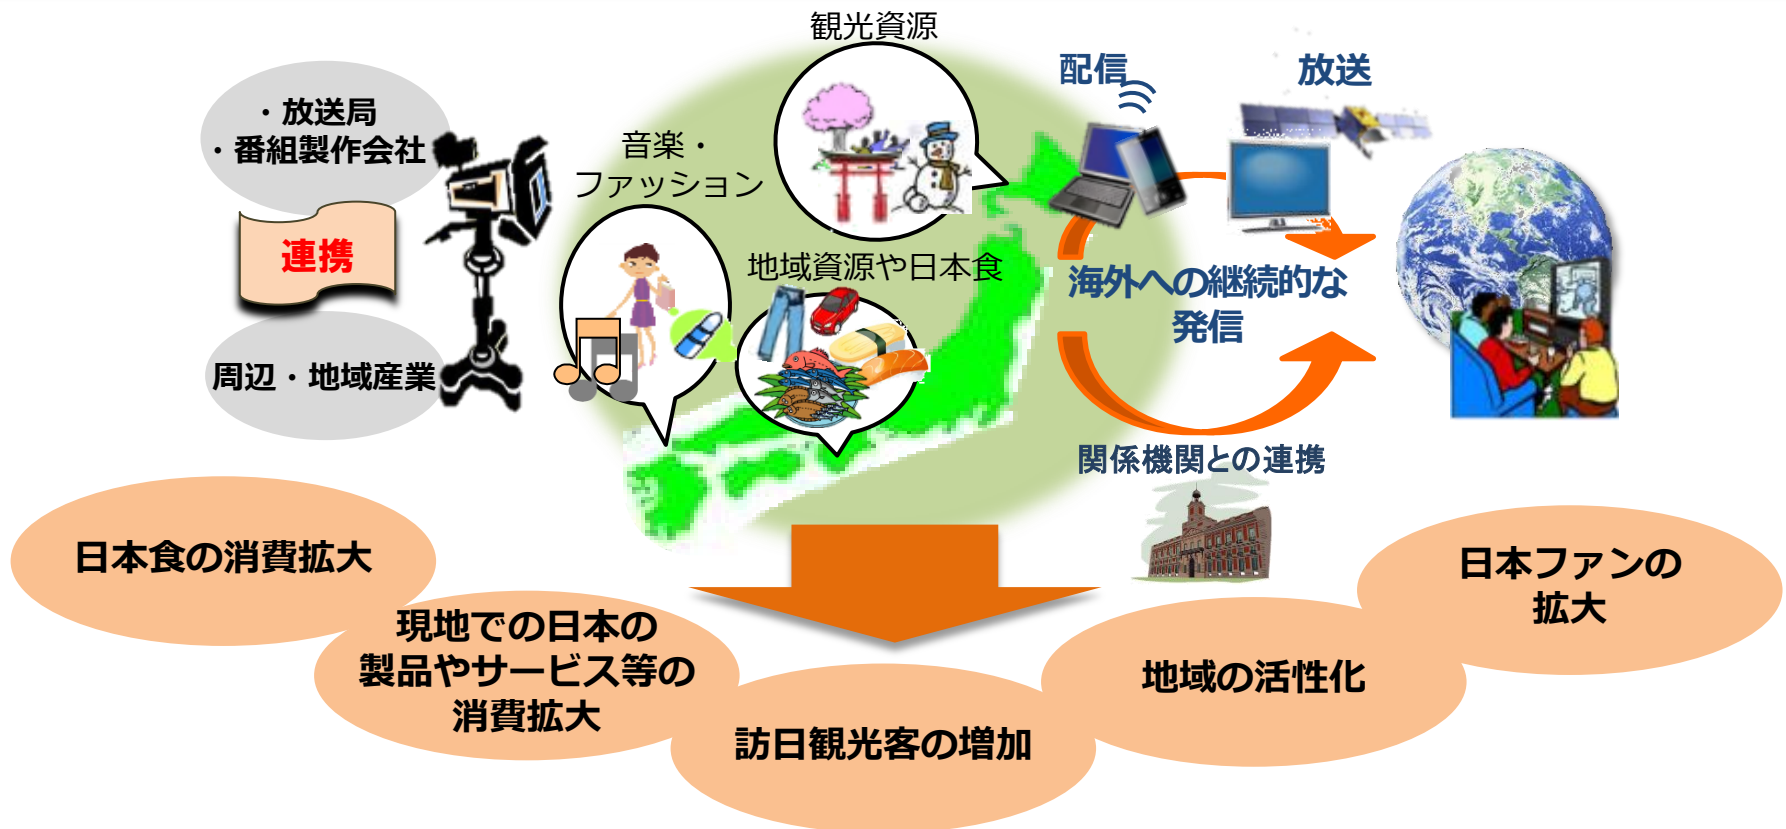 観光資源
配信
放送
・放送局
・番組製作会社
音楽・
ファッション
連携
地域資源や日本食
海外への継続的な
発信
周辺・地域産業
関係機関との連携
日本食の消費拡大
現地での日本の
製品やサービス等の
消費拡大
訪日観光客の増加
地域の活性化
日本ファンの
拡大